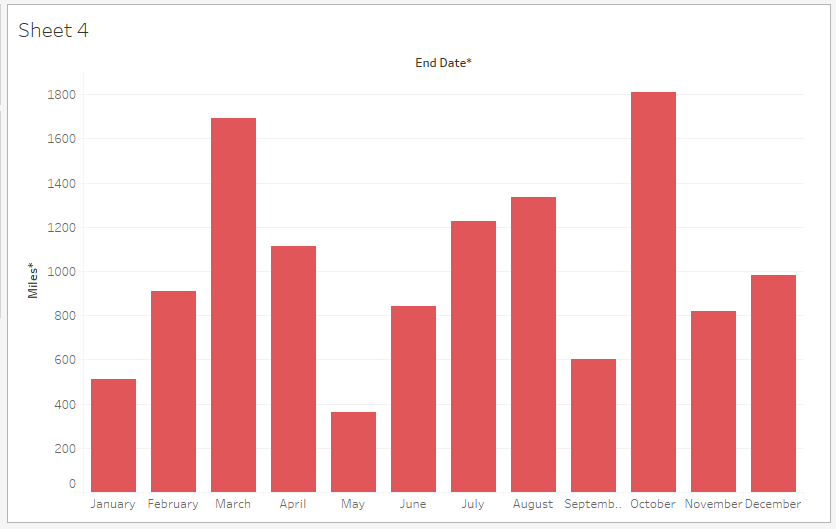 Sheet 4
End Date*
Miles*
1800
1600
1400
1200
1000
800
600
400
200
0
January February March April May June July August Septemb.. October November December